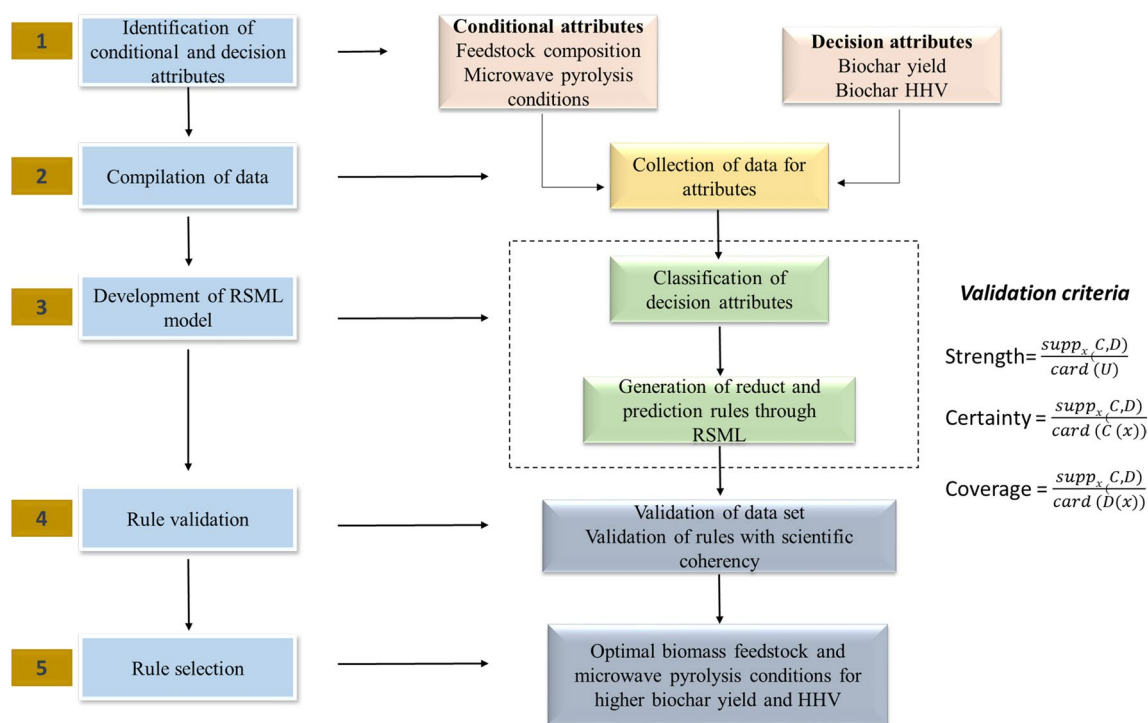 1
Identification of
conditional and decision
attributes
Conditional attributes
Feedstock composition
Microwave pyrolysis
conditions
Decision attributes
Biochar yield
Biochar HHV
2
Compilation of data
Collection of data for
attributes
3
Development of RSML
model
Classification of
decision attributes
Generation of reduct and
prediction rules through
RSML
Validation criteria
Strength= supp_x (C,D) / card (U)
Certainty = supp_x (C,D) / card (C (x))
Coverage = supp_x (C,D) / card (D(x))
4
Rule validation
Validation of data set
Validation of rules with scientific
coherency
5
Rule selection
Optimal biomass feedstock and
microwave pyrolysis conditions for
higher biochar yield and HHV